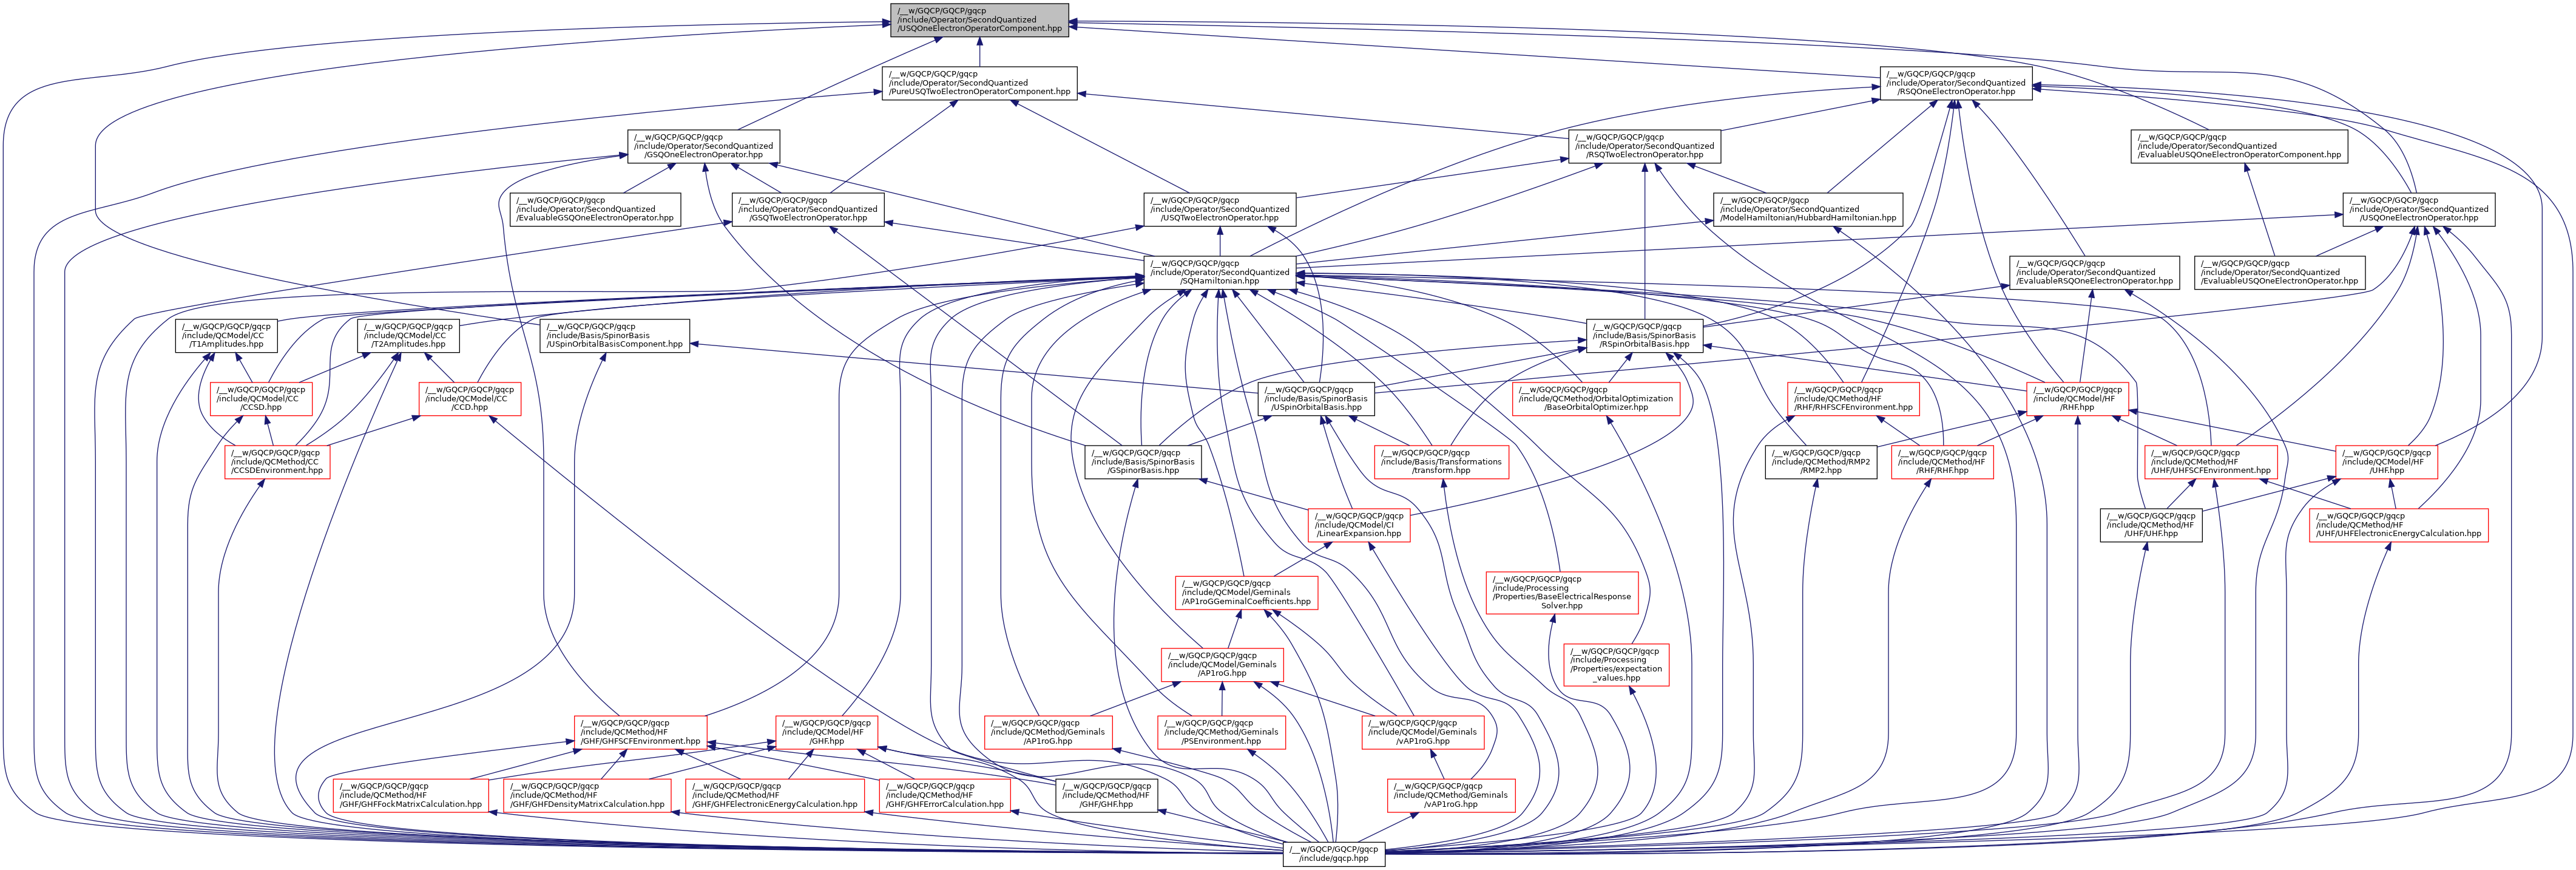 /__w/GQCP/GQCP/gqcp
/include/Operator/SecondQuantized
/USQOneElectronOperatorComponent.hpp
/__w/GQCP/GQCP/gqcp
/include/Operator/SecondQuantized
/PureUSQTwoElectronOperatorComponent.hpp
/__w/GQCP/GQCP/gqcp
/include/Operator/SecondQuantized
/RSQOneElectronOperator.hpp
/__w/GQCP/GQCP/gqcp
/include/Operator/SecondQuantized
/GSQOneElectronOperator.hpp
/__w/GQCP/GQCP/gqcp
/include/Operator/SecondQuantized
/RSQTwoElectronOperator.hpp
/__w/GQCP/GQCP/gqcp
/include/Operator/SecondQuantized
/EvaluableUSQOneElectronOperatorComponent.hpp
/__w/GQCP/GQCP/gqcp
/include/Operator/SecondQuantized
/EvaluableGSQOneElectronOperator.hpp
/__w/GQCP/GQCP/gqcp
/include/Operator/SecondQuantized
/GSQTwoElectronOperator.hpp
/__w/GQCP/GQCP/gqcp
/include/Operator/SecondQuantized
/USQTwoElectronOperator.hpp
/__w/GQCP/GQCP/gqcp
/include/Operator/SecondQuantized
/ModelHamiltonian/HubbardHamiltonian.hpp
/__w/GQCP/GQCP/gqcp
/include/Operator/SecondQuantized
/USQOneElectronOperator.hpp
/__w/GQCP/GQCP/gqcp
/include/Operator/SecondQuantized
/SQHamiltonian.hpp
/__w/GQCP/GQCP/gqcp
/include/Operator/SecondQuantized
/EvaluableRSQOneElectronOperator.hpp
/__w/GQCP/GQCP/gqcp
/include/Operator/SecondQuantized
/EvaluableUSQOneElectronOperator.hpp
/__w/GQCP/GQCP/gqcp
/include/QCModel/CC
/T1Amplitudes.hpp
/__w/GQCP/GQCP/gqcp
/include/QCModel/CC
/T2Amplitudes.hpp
/__w/GQCP/GQCP/gqcp
/include/Basis/SpinorBasis
/USpinOrbitalBasisComponent.hpp
/__w/GQCP/GQCP/gqcp
/include/Basis/SpinorBasis
/RSpinOrbitalBasis.hpp
/__w/GQCP/GQCP/gqcp
/include/QCModel/CC
/CCSD.hpp
/__w/GQCP/GQCP/gqcp
/include/QCModel/CC
/CCD.hpp
/__w/GQCP/GQCP/gqcp
/include/Basis/SpinorBasis
/USpinOrbitalBasis.hpp
/__w/GQCP/GQCP/gqcp
/include/QCMethod/OrbitalOptimization
/BaseOrbitalOptimizer.hpp
/__w/GQCP/GQCP/gqcp
/include/QCMethod/HF
/RHF/RHFSCFEnvironment.hpp
/__w/GQCP/GQCP/gqcp
/include/QCModel/HF
/RHF.hpp
/__w/GQCP/GQCP/gqcp
/include/QCMethod/CC
/CCSDEnvironment.hpp
/__w/GQCP/GQCP/gqcp
/include/Basis/SpinorBasis
/GSpinorBasis.hpp
/__w/GQCP/GQCP/gqcp
/include/Basis/Transformations
/transform.hpp
/__w/GQCP/GQCP/gqcp
/include/QCMethod/RMP2
/RMP2.hpp
/__w/GQCP/GQCP/gqcp
/include/QCMethod/HF
/RHF/RHF.hpp
/__w/GQCP/GQCP/gqcp
/include/QCMethod/HF
/UHF/UHFSCFEnvironment.hpp
/__w/GQCP/GQCP/gqcp
/include/QCModel/HF
/UHF.hpp
/__w/GQCP/GQCP/gqcp
/include/QCModel/CI
/LinearExpansion.hpp
/__w/GQCP/GQCP/gqcp
/include/QCMethod/HF
/UHF/UHF.hpp
/__w/GQCP/GQCP/gqcp
/include/QCMethod/HF
/UHF/UHFElectronicEnergyCalculation.hpp
/__w/GQCP/GQCP/gqcp
/include/QCModel/Geminals
/AP1roGGeminalCoefficients.hpp
/__w/GQCP/GQCP/gqcp
/include/Processing
/Properties/BaseElectricalResponse
Solver.hpp
/__w/GQCP/GQCP/gqcp
/include/QCModel/Geminals
/AP1roG.hpp
/__w/GQCP/GQCP/gqcp
/include/Processing
/Properties/expectation
_values.hpp
/__w/GQCP/GQCP/gqcp
/include/QCMethod/HF
/GHF/GHFSCFEnvironment.hpp
/__w/GQCP/GQCP/gqcp
/include/QCModel/HF
/GHF.hpp
/__w/GQCP/GQCP/gqcp
/include/QCMethod/Geminals
/AP1roG.hpp
/__w/GQCP/GQCP/gqcp
/include/QCMethod/Geminals
/PSEnvironment.hpp
/__w/GQCP/GQCP/gqcp
/include/QCModel/Geminals
/vAP1roG.hpp
/__w/GQCP/GQCP/gqcp
/include/QCMethod/HF
/GHF/GHFFockMatrixCalculation.hpp
/__w/GQCP/GQCP/gqcp
/include/QCMethod/HF
/GHF/GHFDensityMatrixCalculation.hpp
/__w/GQCP/GQCP/gqcp
/include/QCMethod/HF
/GHF/GHFElectronicEnergyCalculation.hpp
/__w/GQCP/GQCP/gqcp
/include/QCMethod/HF
/GHF/GHFErrorCalculation.hpp
/__w/GQCP/GQCP/gqcp
/include/QCMethod/HF
/GHF/GHF.hpp
/__w/GQCP/GQCP/gqcp
/include/QCMethod/Geminals
/vAP1roG.hpp
/__w/GQCP/GQCP/gqcp
/include/gqcp.hpp